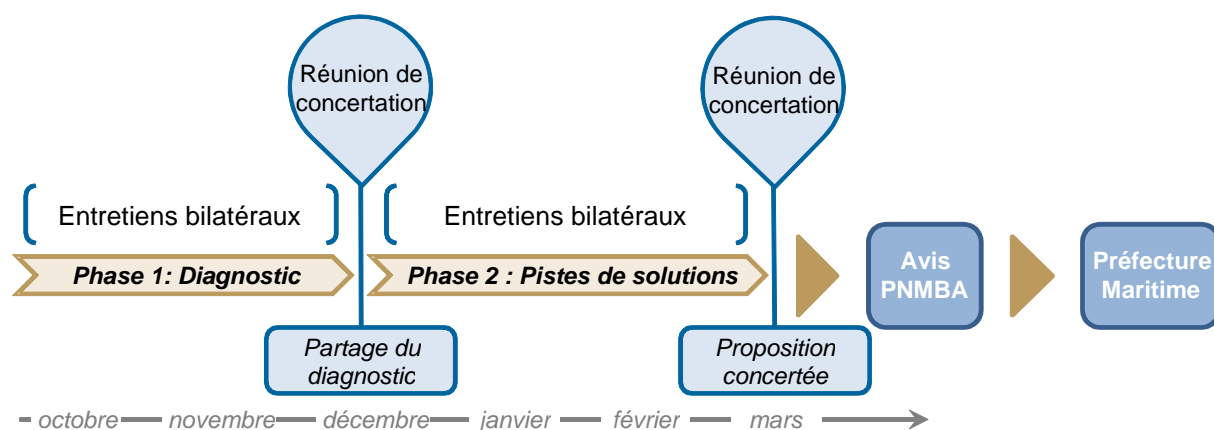 Réunion de
concertation
Réunion de
concertation
Entretiens bilatéraux
Entretiens bilatéraux
Phase 1: Diagnostic
Phase 2 : Pistes de solutions
Avis
PNMBA
Préfecture
Maritime
Partage du
diagnostic
Proposition
concertée
octobre novembre décembre janvier février mars